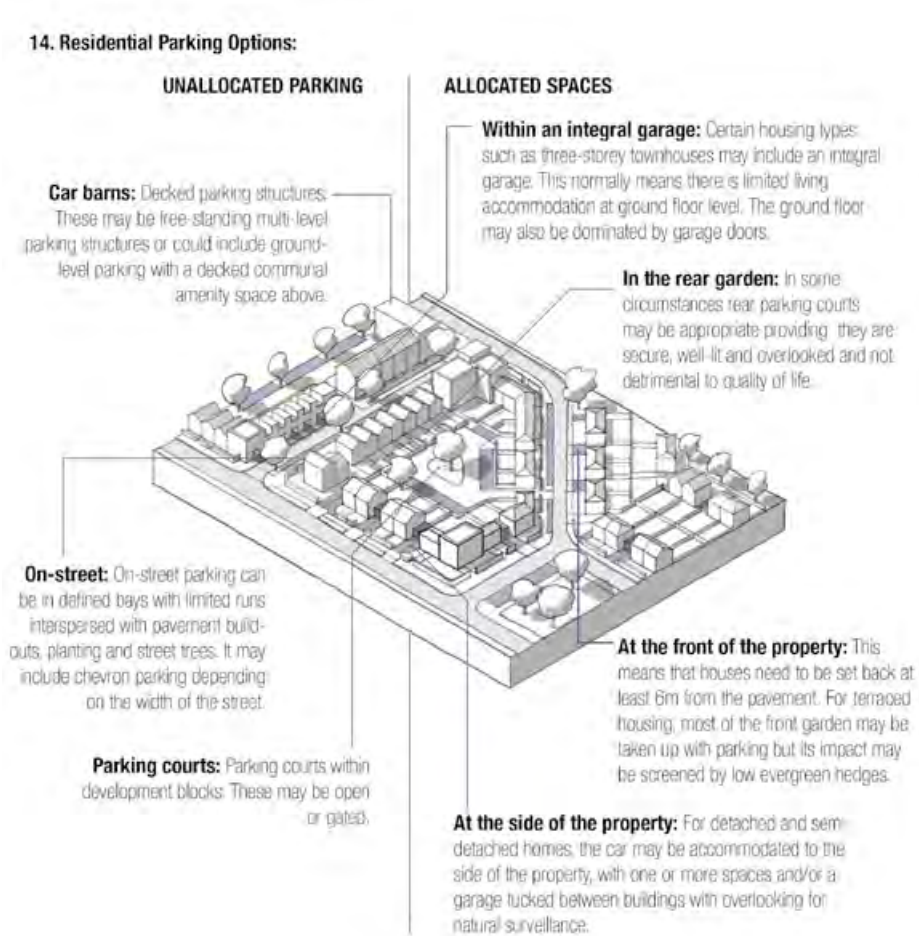 14. Residential Parking Options:
UNALLOCATED PARKING
Car barns: Decked parking structures.
These may be free-standing multi-level
parking structures or could include ground-
level parking with a decked communal
amenity space above.
On-street: On-street parking can
be in defined bays with limited runs
interspersed with pavement build-
outs, planting and street trees. It may
include chevron parking depending
on the width of the street.
Parking courts: Parking courts within
development blocks. These may be open
or gated.
ALLOCATED SPACES
Within an integral garage: Certain housing types
such as three-storey townhouses may include an integral
garage. This normally means there is limited living
accommodation at ground floor level. The ground floor
may also be dominated by garage doors.
In the rear garden: In some
circumstances rear parking courts
may be appropriate providing they are
secure, well-lit and overlooked and not
detrimental to quality of life.
At the front of the property: This
means that houses need to be set back at
least 6m from the pavement. For terraced
housing, most of the front garden may be
taken up with parking but its impact may
be screened by low evergreen hedges.
At the side of the property: For detached and semi-
detached homes, the car may be accommodated to the
side of the property, with one or more spaces and/or a
garage tucked between buildings with overlooking for
natural surveillance.